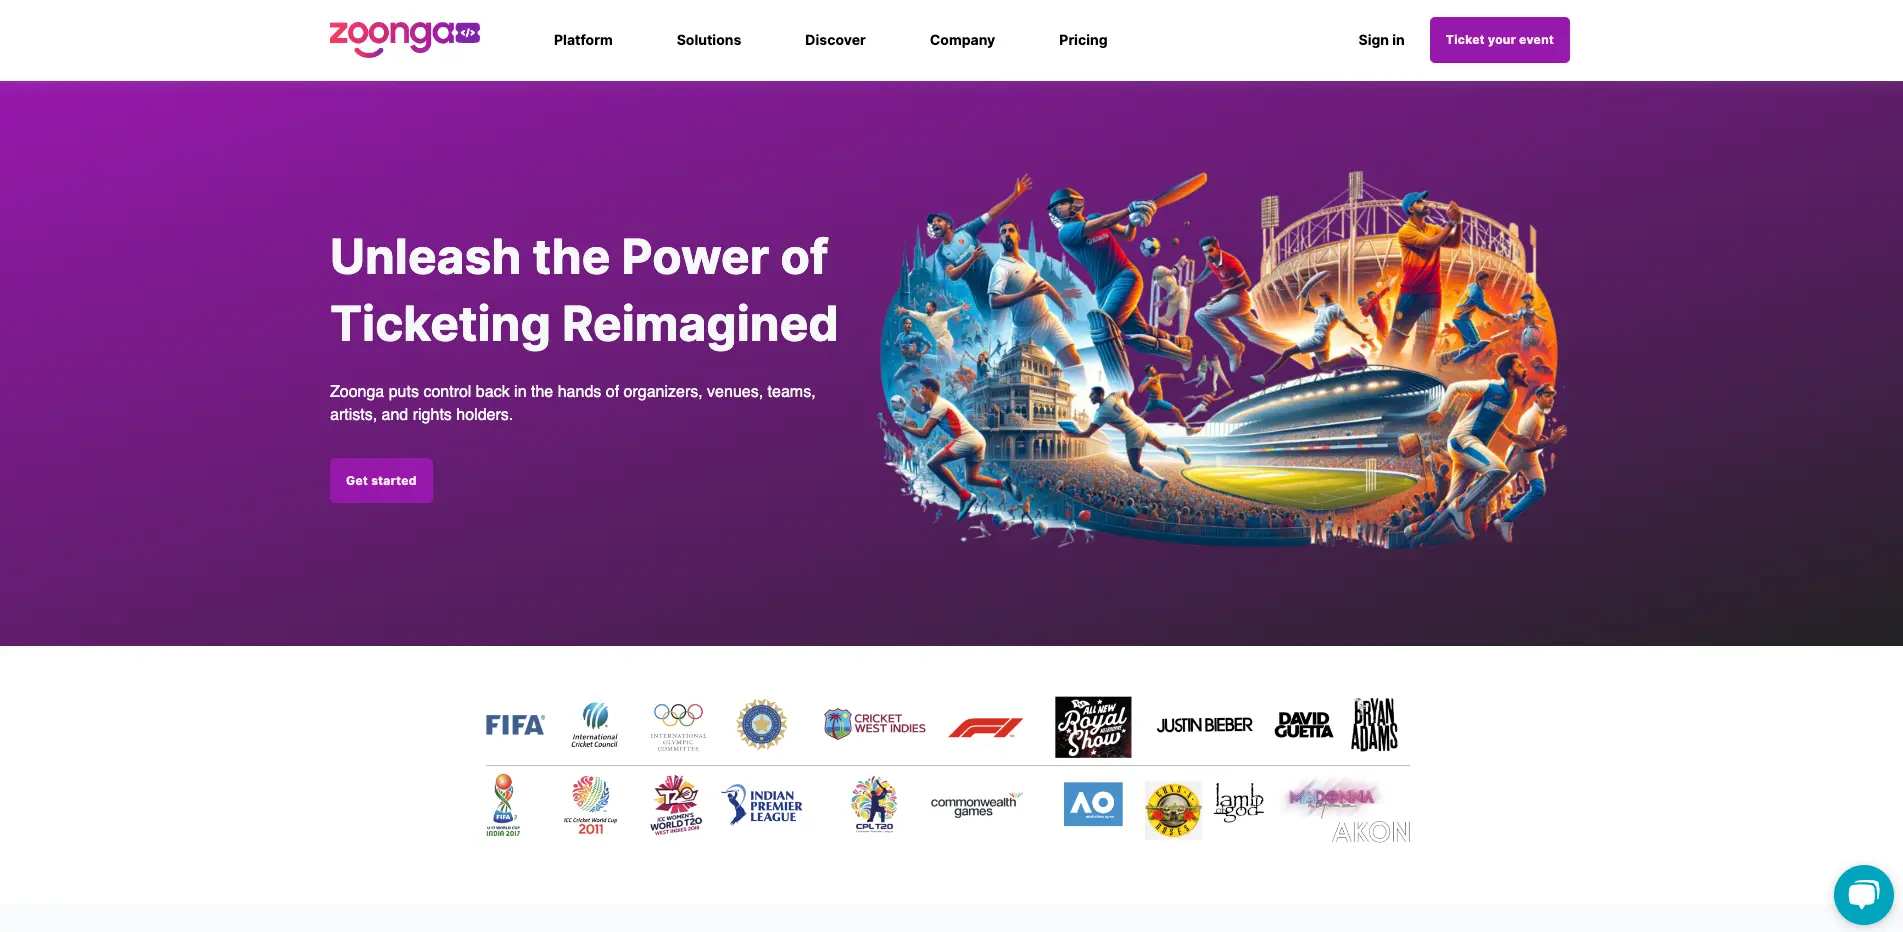 zoonga </>
Platform
Solutions
Discover
Company
Pricing
Sign in
Ticket your event
Unleash the Power of
Ticketing Reimagined
Zoonga puts control back in the hands of organizers, venues, teams,
artists, and rights holders.
Get started
FIFA®
International
Cricket Council
INTERNATIONAL
OLYMPIC
COMMITTEE
CRICKET
WEST INDIES
ALL NEW
Royal
MELBOURNE
Show
JUSTIN BIEBER
DAVID
GUETTA
BRYAN
ADAMS
FIFA
U-17 WORLD CUP
INDIA 2017
ICC Cricket World Cup
2011
T20
ICC WOMEN'S
WORLD T20
WEST INDIES 2018
INDIAN
PREMIER
LEAGUE
CPL T20
commonwealth
games
AO
australian open
GUNS N'
ROSES
lamb
of
god
MADONNA
AKON